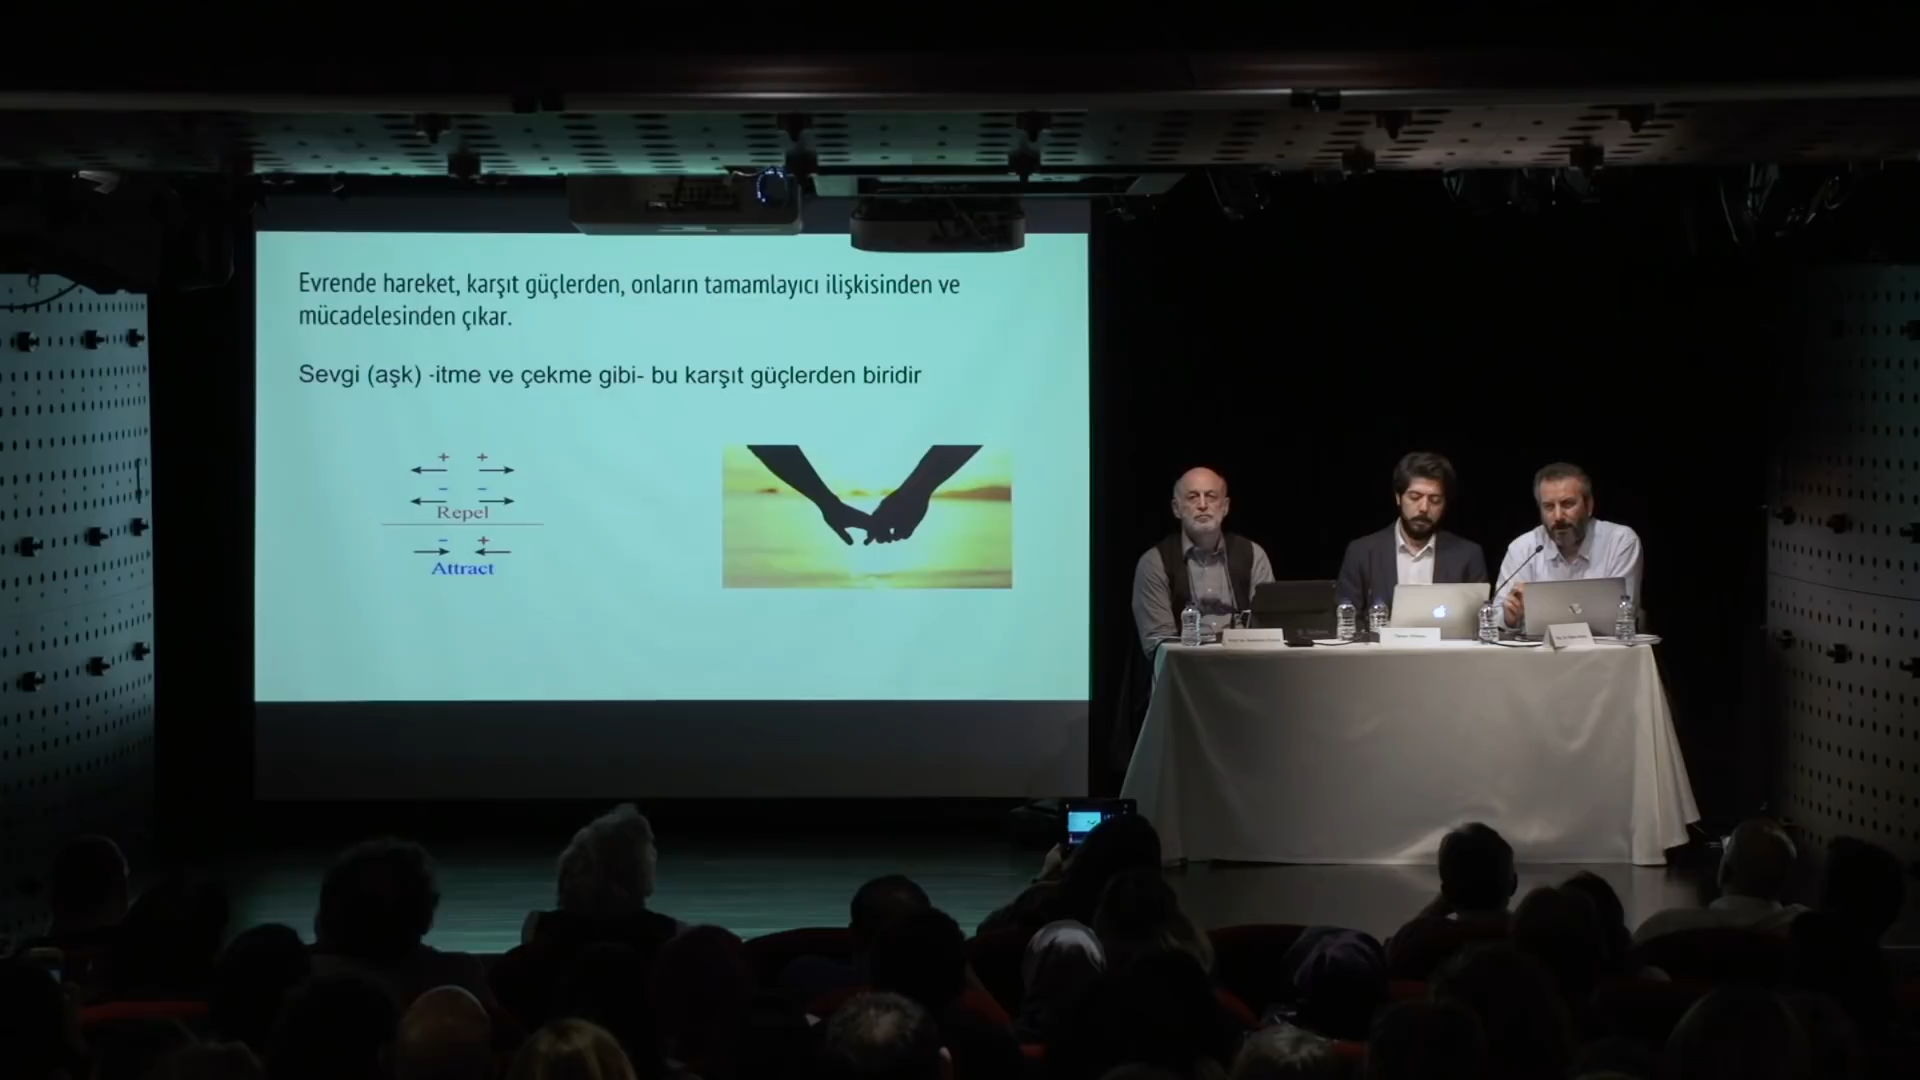 Evrende hareket, karşıt güçlerden, onların tamamlayıcı ilişkisinden ve
mücadelesinden çıkar.
Sevgi (aşk) -itme ve çekme gibi- bu karşıt güçlerden biridir
+ +
- -
Repel
- +
Attract